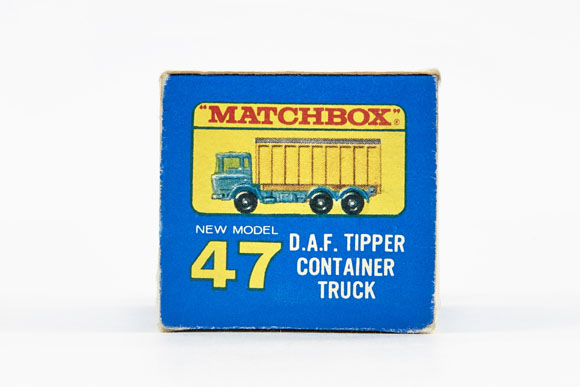 "MATCHBOX"®
NEW MODEL
47
D.A.F. TIPPER
CONTAINER
TRUCK